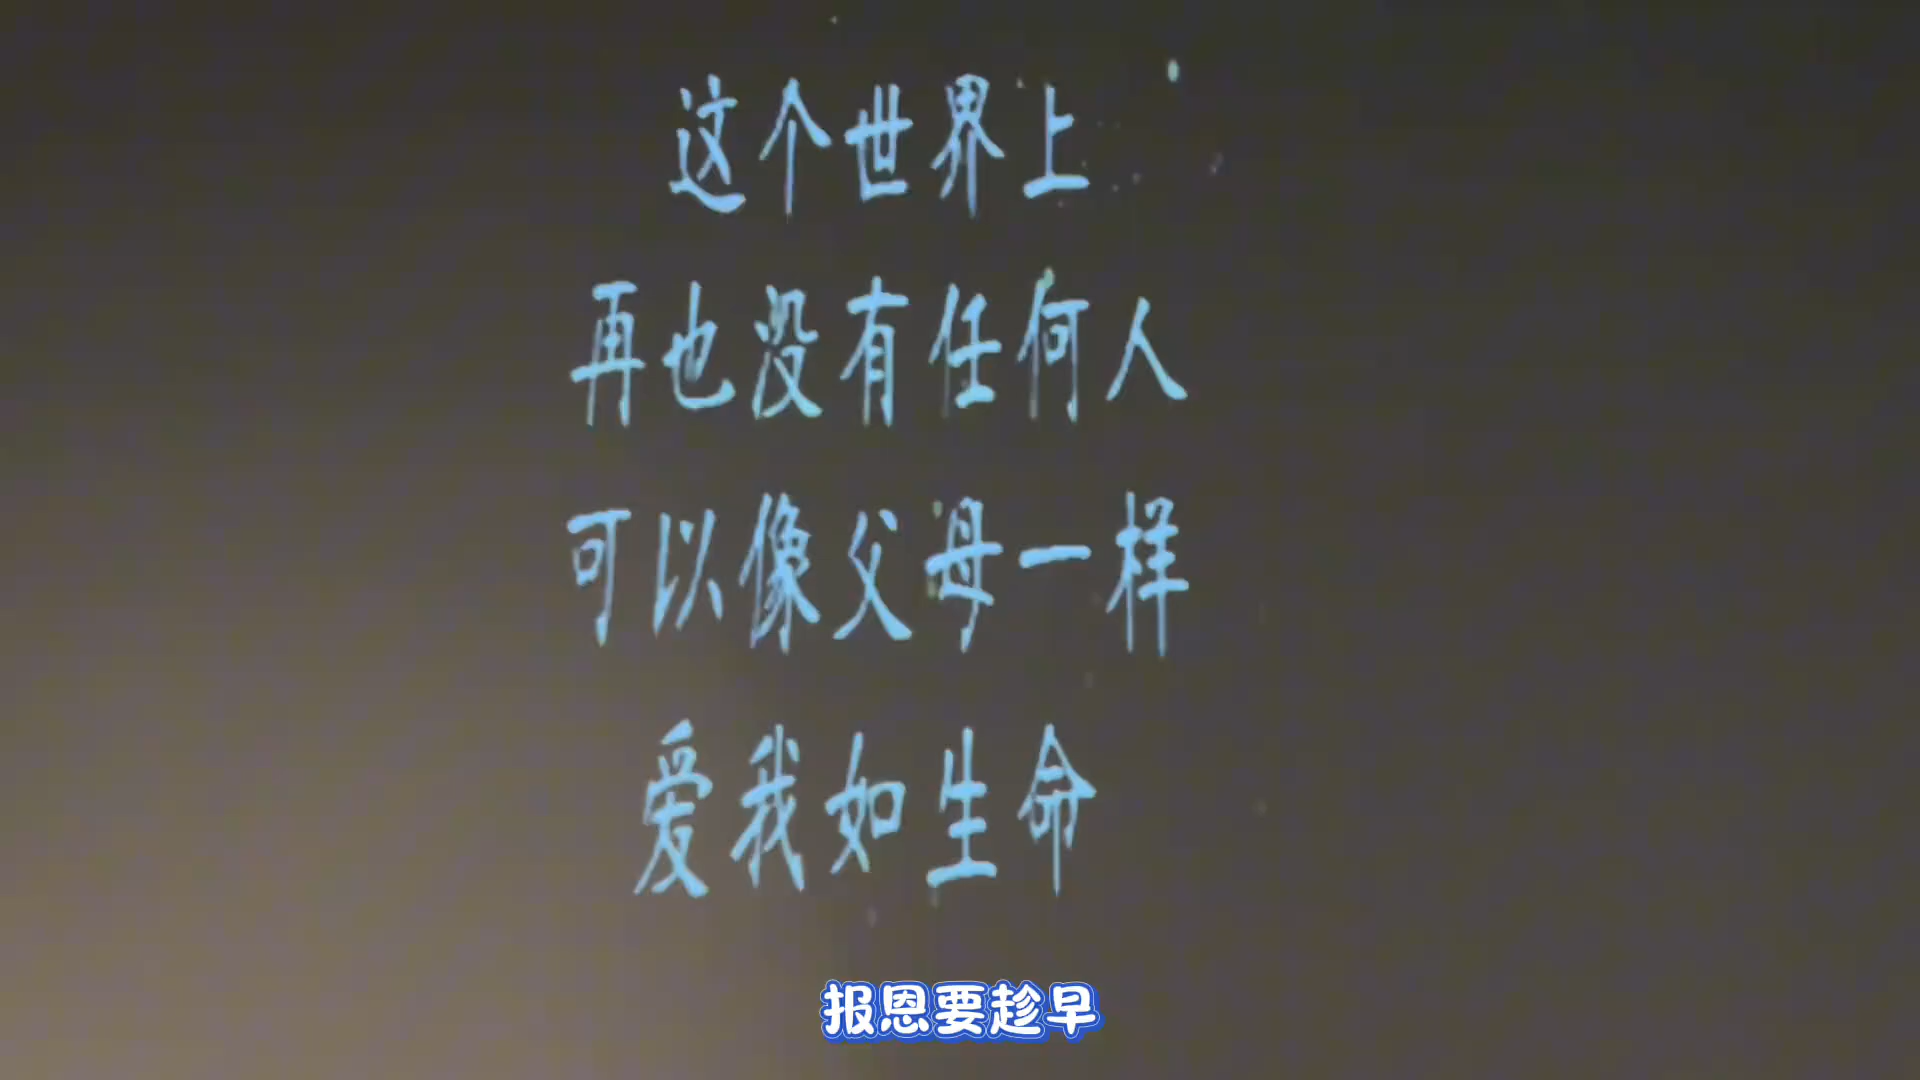 这个世界上
再也没有任何人
可以像父母一样
爱我如生命
报恩要趁早